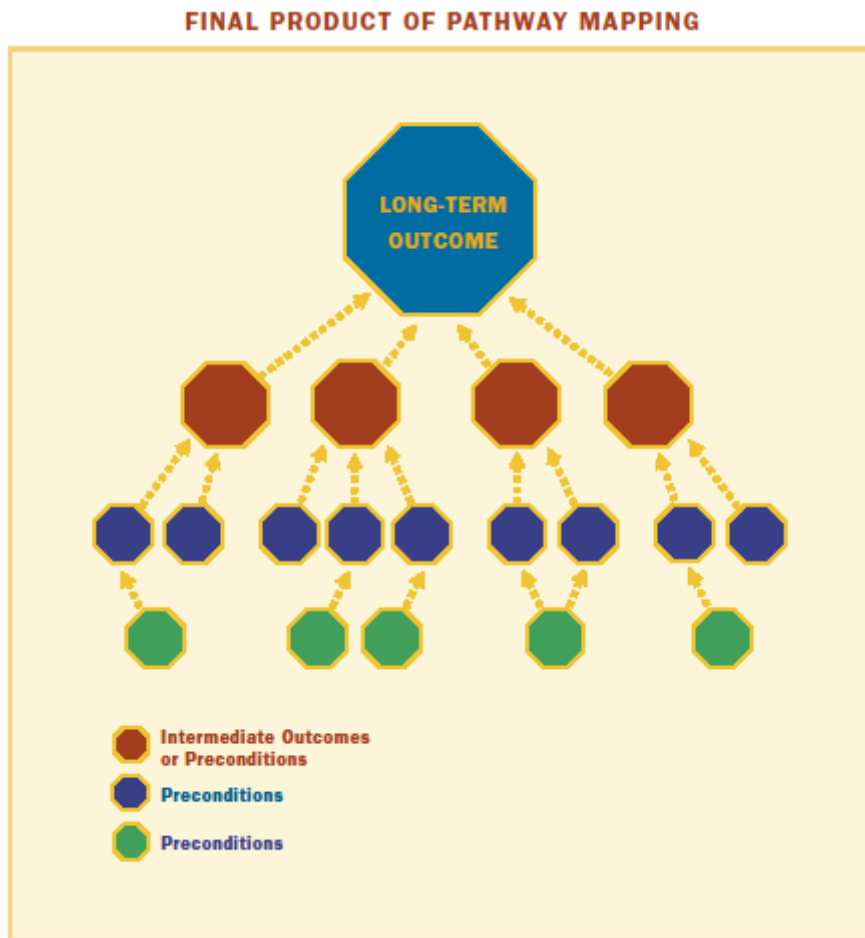 FINAL PRODUCT OF PATHWAY MAPPING
LONG-TERM
OUTCOME
Intermediate Outcomes
or Preconditions
Preconditions
Preconditions